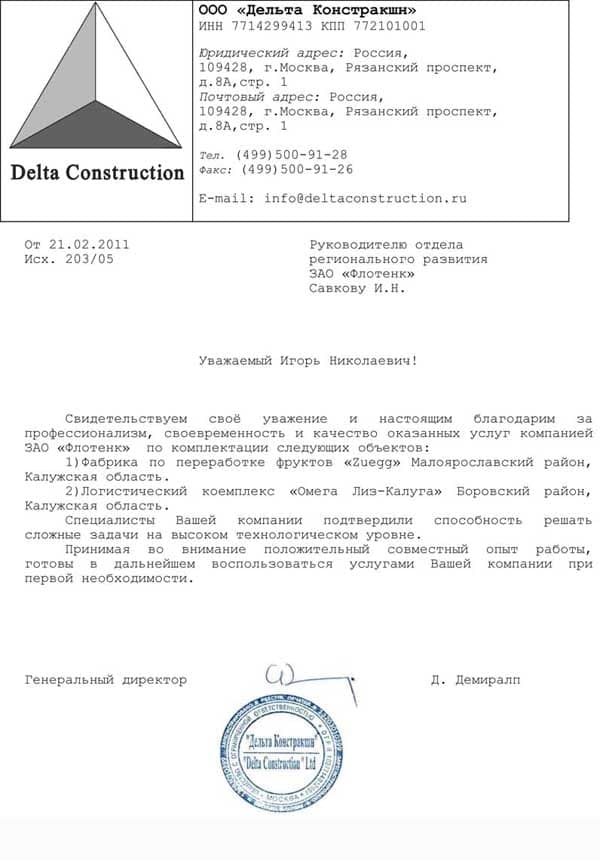 ООО «Дельта Констракшн»
ИНН 7714299413 КПП 772101001
Юридический адрес: Россия,
109428, г.Москва, Рязанский проспект,
д.8А,стр. 1
Почтовый адрес: Россия,
109428, г.Москва, Рязанский проспект,
д.8А,стр. 1
Тел. (499)500-91-28
Факс: (499)500-91-26
E-mail: info@deltaconstruction.ru
Delta Construction
От 21.02.2011
Исх. 203/05
Руководителю отдела
регионального развития
ЗАО «Флотенк»
Савкову И.Н.
Уважаемый Игорь Николаевич!
Свидетельствуем своё уважение и настоящим благодарим за
профессионализм, своевременность и качество оказанных услуг компанией
ЗАО «Флотенк» по комплектации следующих объектов:
1)Фабрика по переработке фруктов «Zuegg» Малоярославский район,
Калужская область.
2)Логистический коемплекс «Омега Лиз-Калуга» Боровский район,
Калужская область.
Специалисты Вашей компании подтвердили способность решать
сложные задачи на высоком технологическом уровне.
Принимая во внимание положительный совместный опыт работы,
готовы в дальнейшем воспользоваться услугами Вашей компании при
первой необходимости.
Генеральный директор
Д. Демиралп
"Дельта Констракшн"
"Delta Construction" Ltd
МОСКВА